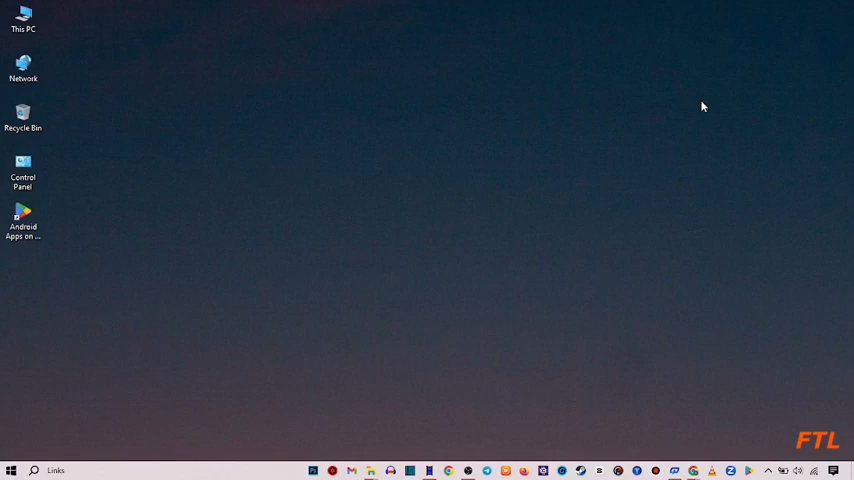 This PC
Network
Recycle Bin
Control
Panel
Android
Apps on ...
FTL
Links